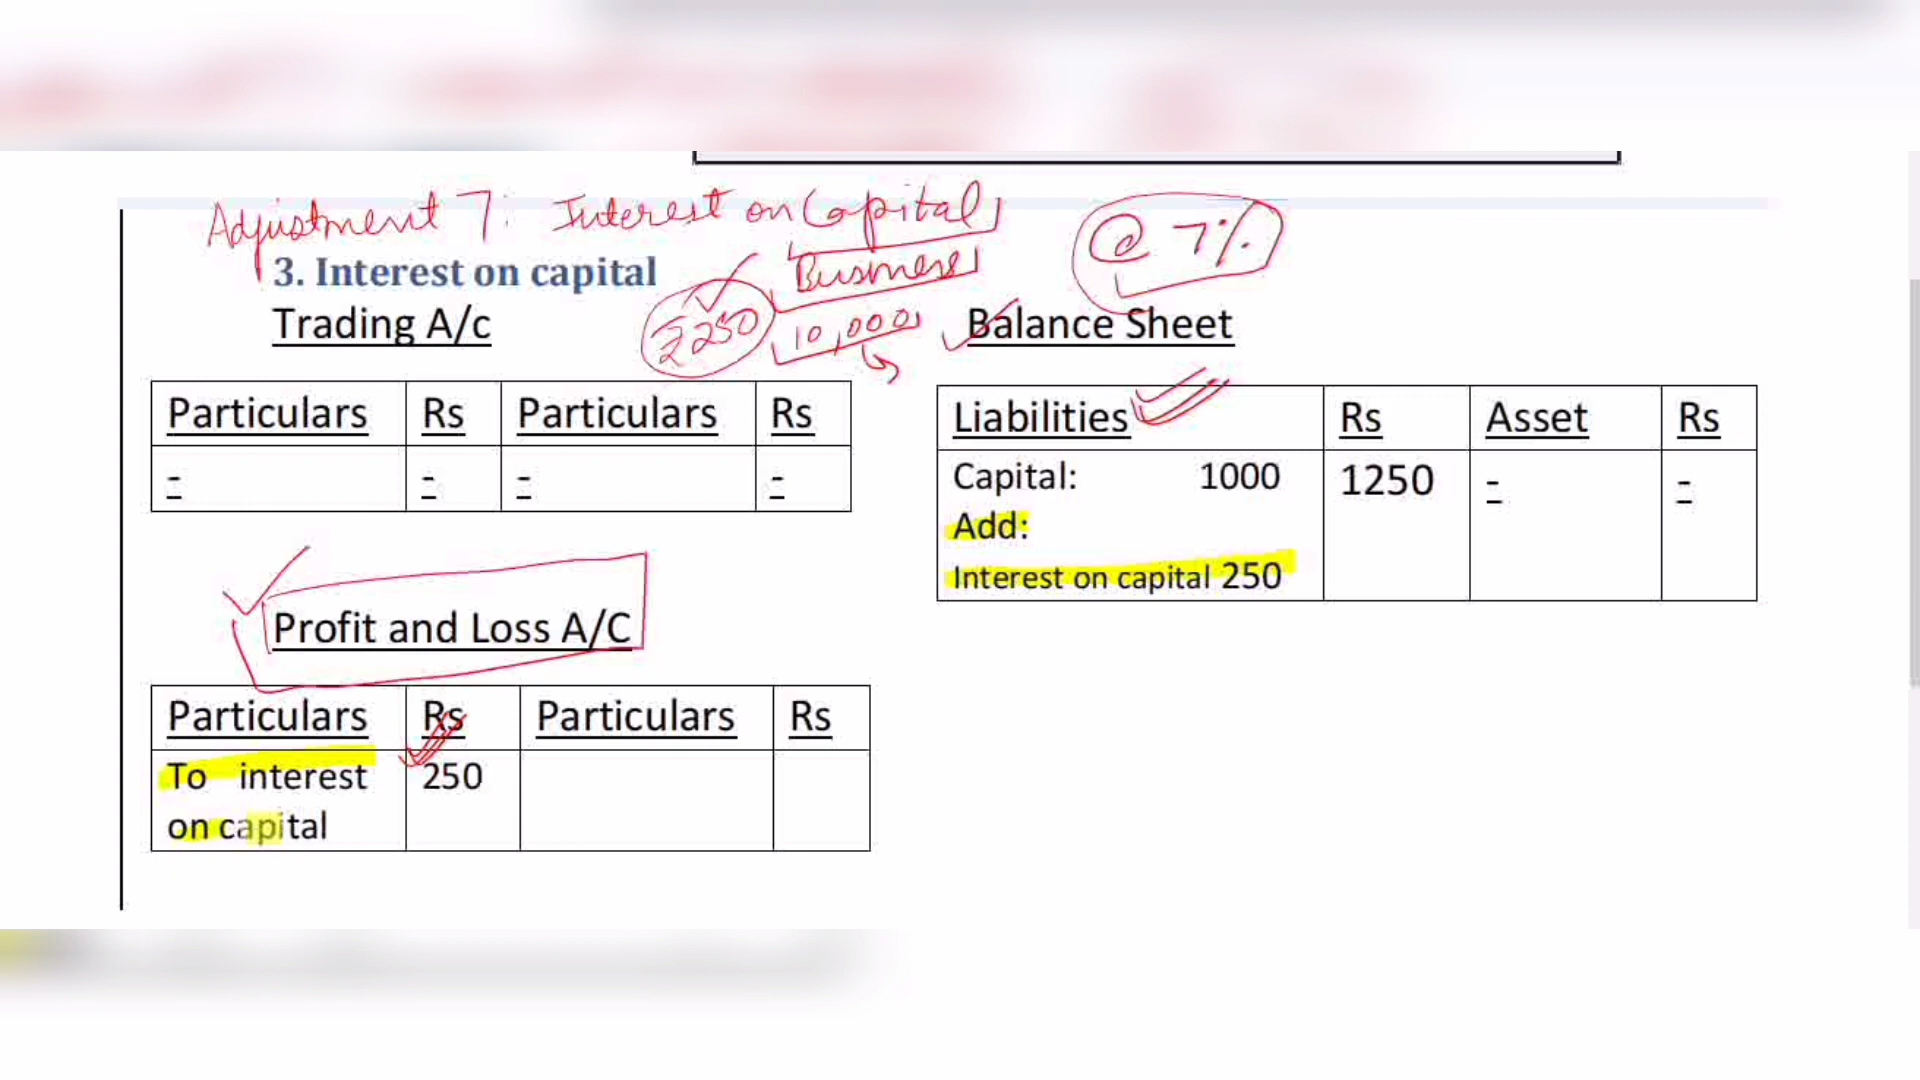 Adjustment 7: Interest on Capital
@ 7%
3. Interest on capital
Business
Trading A/c
₹250
10,000
Balance Sheet
Particulars Rs Particulars Rs
- - - -
Liabilities Rs Asset Rs
Capital: 1000 1250 - -
Add:
Interest on capital 250
Profit and Loss A/C
Particulars Rs Particulars Rs
To interest 250
on capital